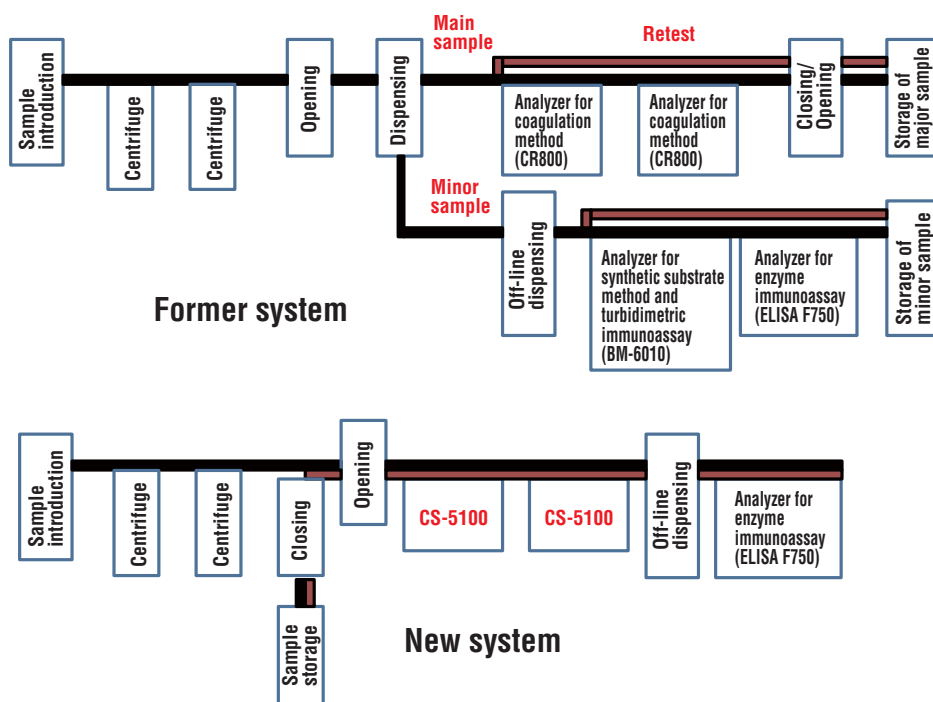 Main
sample
Retest
Sample
introduction
Centrifuge
Centrifuge
Opening
Dispensing
Analyzer for
coagulation
method
(CR800)
Analyzer for
coagulation
method
(CR800)
Closing/
Opening
Storage of
major sample
Minor
sample
Off-line
dispensing
Analyzer for
synthetic substrate
method and
turbidimetric
immunoassay
(BM-6010)
Analyzer for
enzyme
immunoassay
(ELISA F750)
Storage of
minor sample
Former system
Sample
introduction
Centrifuge
Centrifuge
Closing
Opening
CS-5100
CS-5100
Off-line
dispensing
Analyzer for
enzyme
immunoassay
(ELISA F750)
Sample
storage
New system